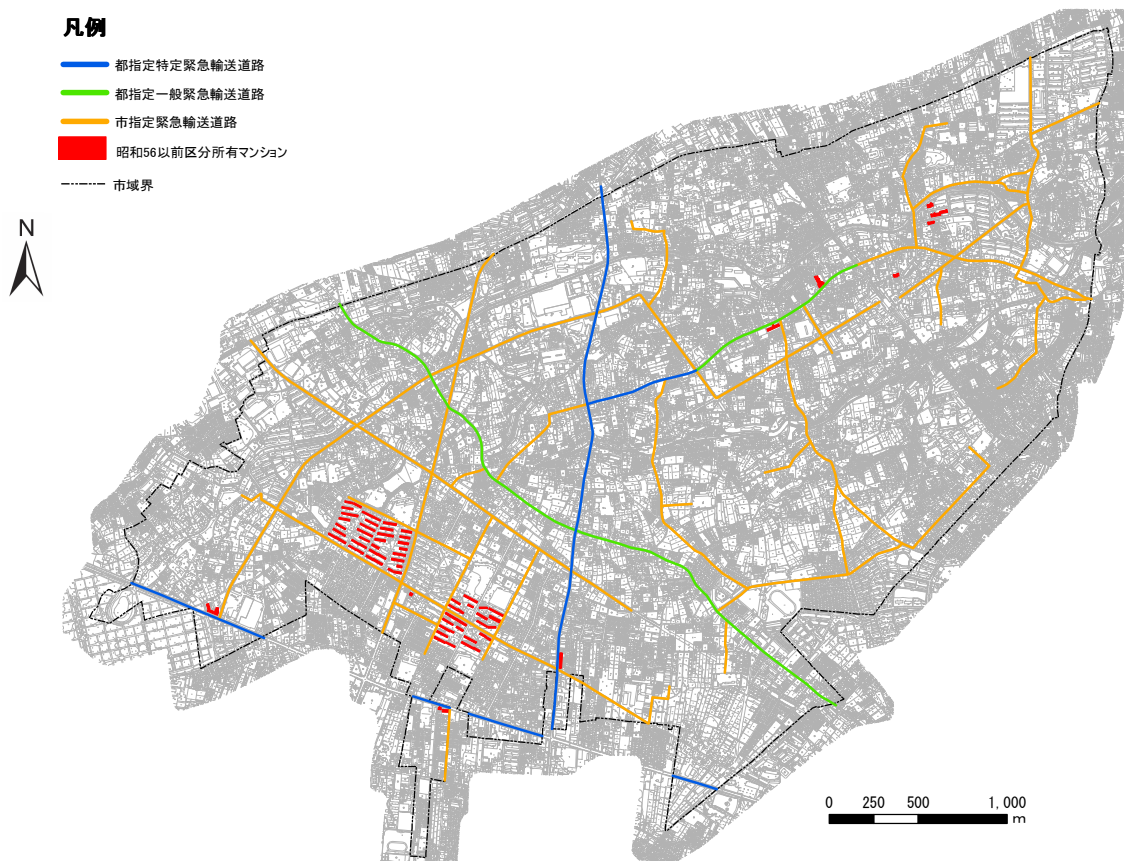 凡例
都指定特定緊急輸送道路
都指定一般緊急輸送道路
市指定緊急輸送道路
昭和56以前区分所有マンション
市域界
N
0 250 500 1,000
m